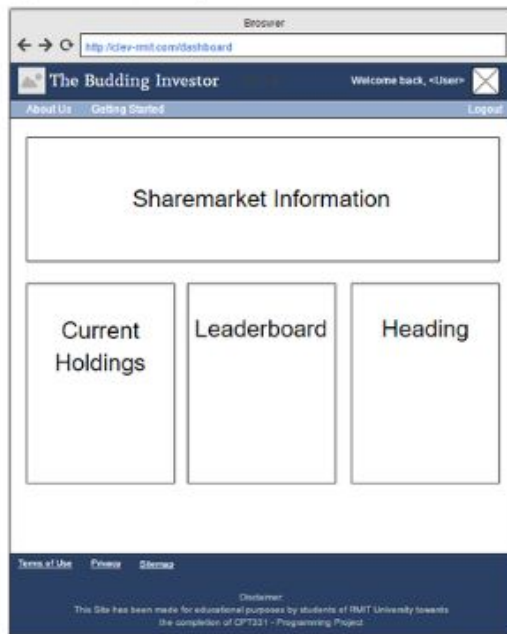 Broswer
http://clev-rmit.com/dashboard
The Budding Investor
Welcome back, <User>
About Us Getting Started Logout
Sharemarket Information
Current
Holdings
Leaderboard
Heading
Terms of Use Privacy Sitemap
Disclaimer:
This Site has been made for educational purposes by students of RMIT University towards
the completion of CPT331 - Programming Project